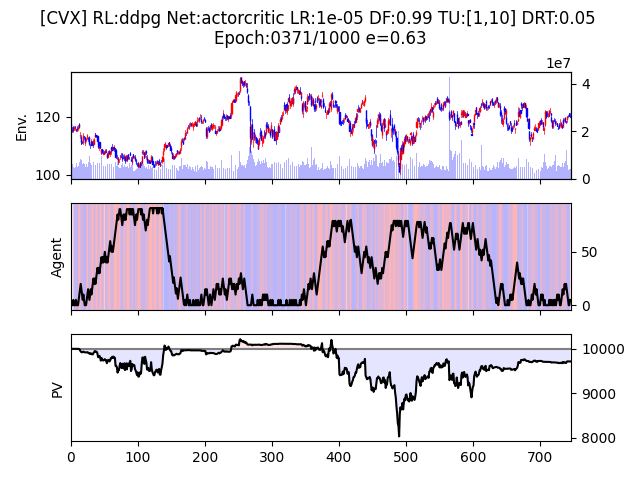 [CVX] RL:ddpg Net:actorcritic LR:1e-05 DF:0.99 TU:[1,10] DRT:0.05
Epoch:0371/1000 e=0.63
1e7
Env.
120
100
4
2
0
Agent
50
0
PV
10000
9000
8000
0 100 200 300 400 500 600 700